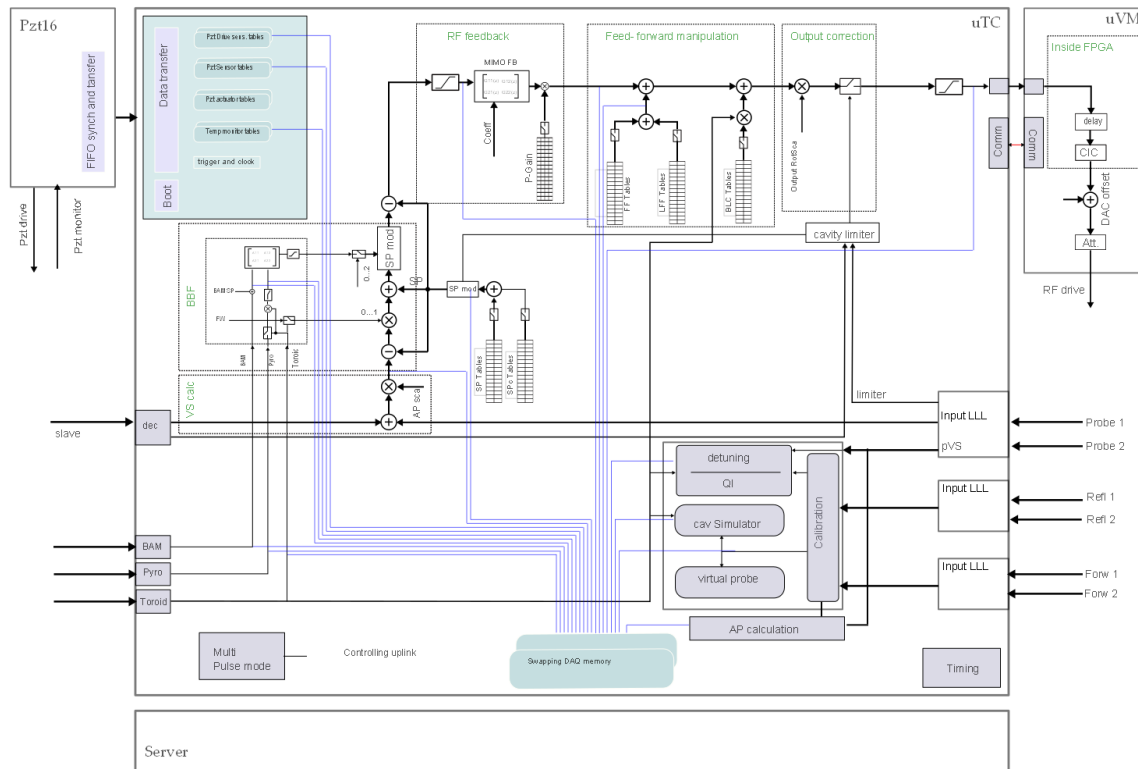 Pzt16
FIFO synch and tansfer
Pzt drive
Pzt monitor
uTC
Data transfer
Boot
Pzt Drive sens. tables
Pzt Sensor tables
Pzt actuator tables
Temp monitor tables
trigger and clock
RF feedback
MIMO FB
Coeff
P-Gain
Feed- forward manipulation
FF Tables
LFF Tables
BLC Tables
Output correction
Output RotSca
cavity limiter
Comm
uVM
Inside FPGA
delay
CIC
DAC offset
Att.
RF drive
Comm
BBF
BAM SP
SP mod
0...2
0...1
BAM
Pyro
Toroid
SP mod
SP Tables
SPc Tables
VS calc
AP sca
limiter
slave
dec
Input LLL
pVS
Probe 1
Probe 2
detuning
Ql
cav Simulator
virtual probe
Calibration
Input LLL
Refl 1
Refl 2
Input LLL
Forw 1
Forw 2
BAM
Pyro
Toroid
AP calculation
Multi
Pulse mode
Controlling uplink
Swapping DAQ memory
Timing
Server